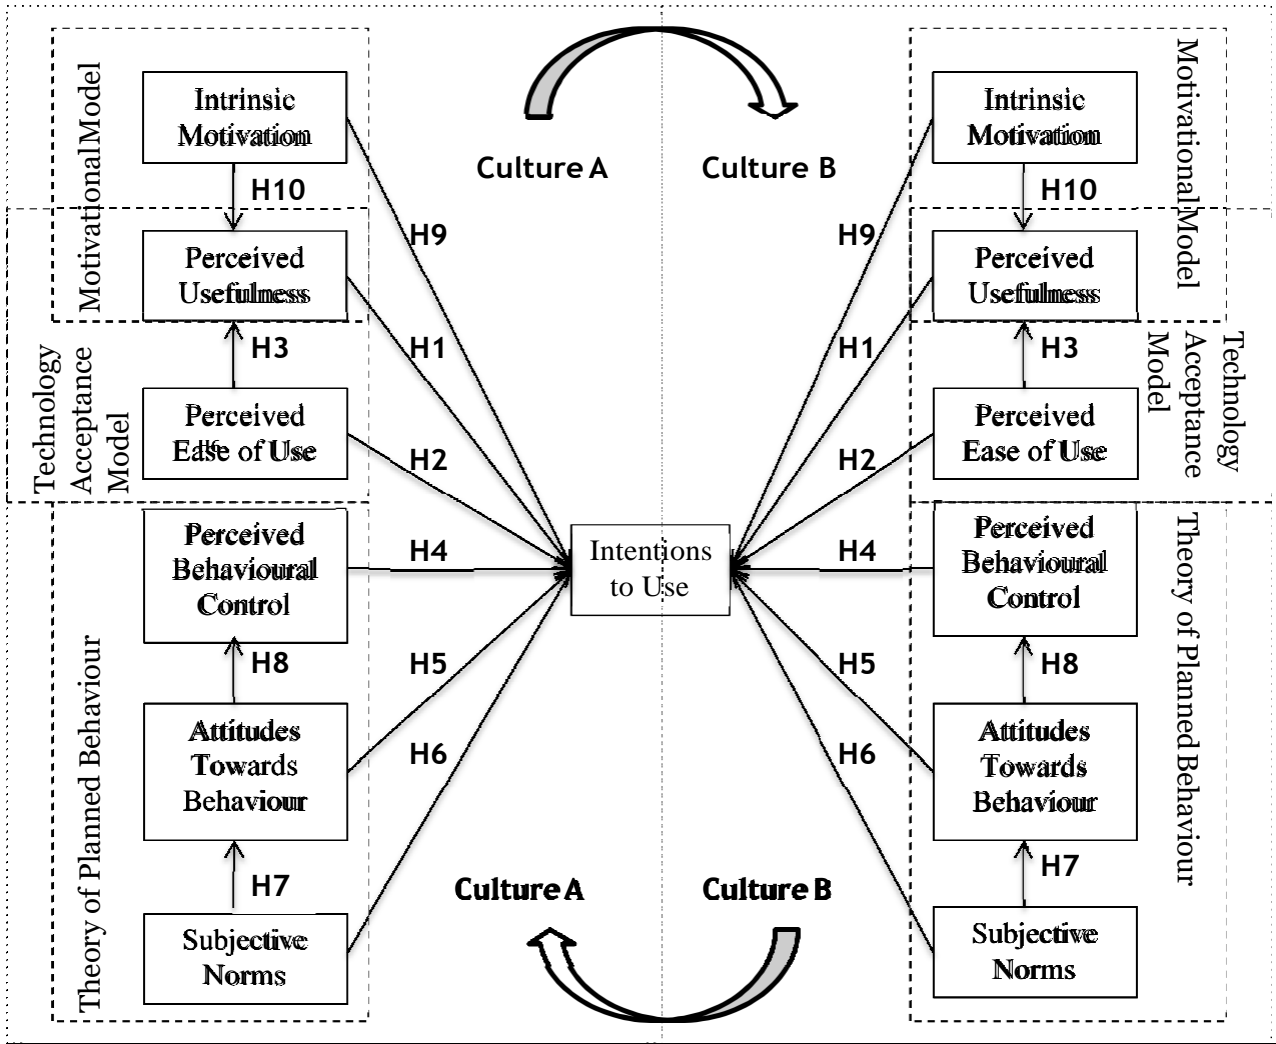 Motivational Model
Intrinsic
Motivation
H10
Perceived
Usefulness
H3
Technology
Acceptance
Model
Perceived
Ease of Use
Theory of Planned Behaviour
Perceived
Behavioural
Control
H8
Attitudes
Towards
Behaviour
H7
Subjective
Norms
H9
H1
H2
H4
H5
H6
Culture A
Culture B
Intentions
to Use
Culture A
Culture B
H9
H1
H2
H4
H5
H6
Intrinsic
Motivation
H10
Perceived
Usefulness
H3
Perceived
Ease of Use
Perceived
Behavioural
Control
H8
Attitudes
Towards
Behaviour
H7
Subjective
Norms
Motivational Model
Technology
Acceptance
Model
Theory of Planned Behaviour